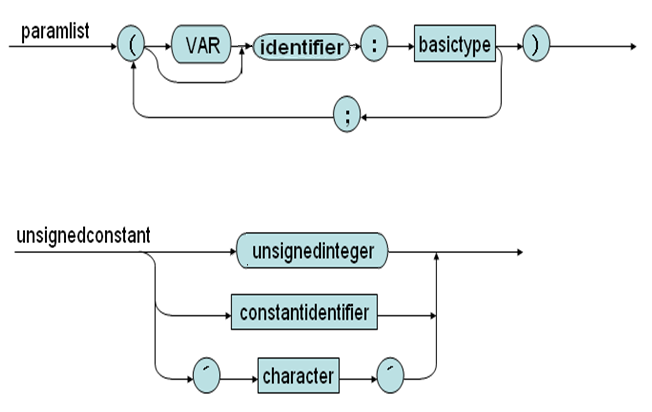 paramlist
( VAR identifier : basictype )
;
unsignedconstant
unsignedinteger
constantidentifier
´ character ´